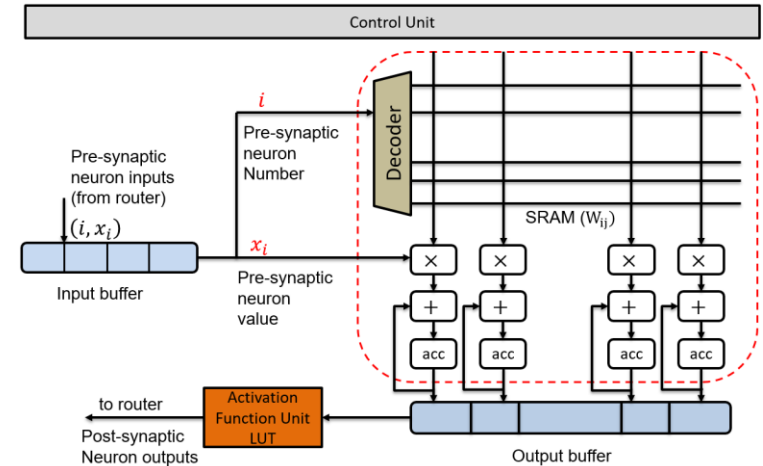 Control Unit
i
Pre-synaptic
neuron
Number
Decoder
Pre-synaptic
neuron inputs
(from router)
(i, xᵢ)
SRAM (Wᵢⱼ)
xᵢ
× × × ×
Pre-synaptic
neuron
value
Input buffer
+ + + +
acc acc acc acc
to router
Post-synaptic
Neuron outputs
Activation
Function Unit
LUT
Output buffer